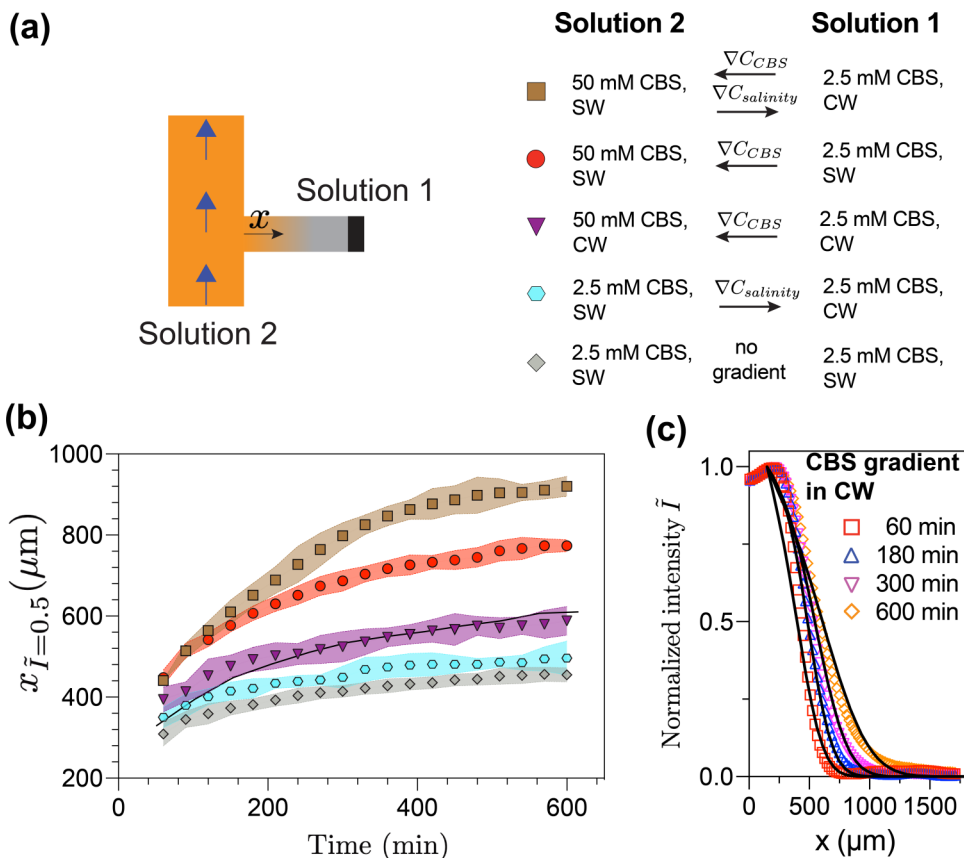 (a)
Solution 2
Solution 1
50 mM CBS,
SW
∇C_CBS
∇C_salinity
2.5 mM CBS,
CW
50 mM CBS,
SW
∇C_CBS
2.5 mM CBS,
SW
50 mM CBS,
CW
∇C_CBS
2.5 mM CBS,
CW
2.5 mM CBS,
SW
∇C_salinity
2.5 mM CBS,
CW
2.5 mM CBS,
SW
no
gradient
2.5 mM CBS,
SW
Solution 1
x
Solution 2
(b)
1000
800
600
400
200
0
200
400
600
x_{Ĩ=0.5} (μm)
Time (min)
(c)
CBS gradient
in CW
60 min
180 min
300 min
600 min
1.0
0.5
0.0
0
500
1000
1750
Normalized intensity Ĩ
x (μm)